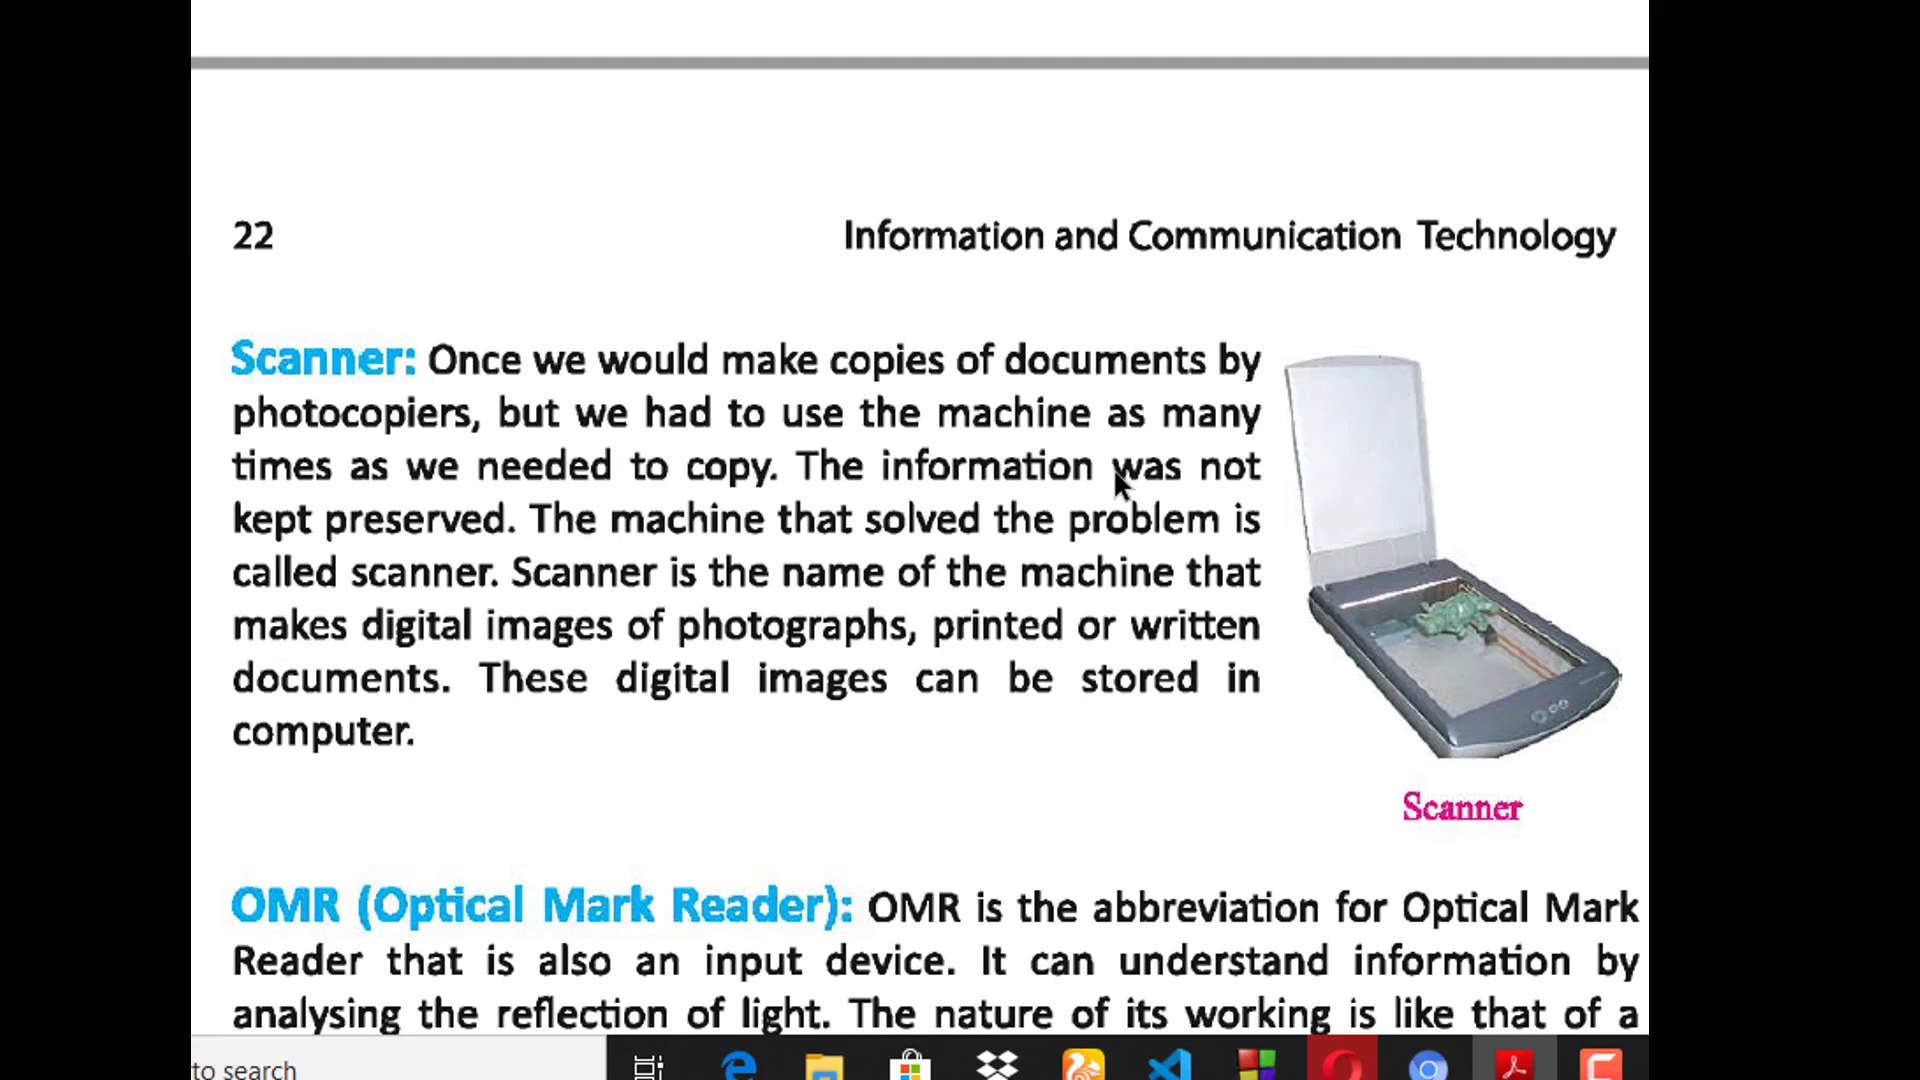 22 Information and Communication Technology
Scanner: Once we would make copies of documents by
photocopiers, but we had to use the machine as many
times as we needed to copy. The information was not
kept preserved. The machine that solved the problem is
called scanner. Scanner is the name of the machine that
makes digital images of photographs, printed or written
documents. These digital images can be stored in
computer.
Scanner
OMR (Optical Mark Reader): OMR is the abbreviation for Optical Mark
Reader that is also an input device. It can understand information by
analysing the reflection of light. The nature of its working is like that of a
to search